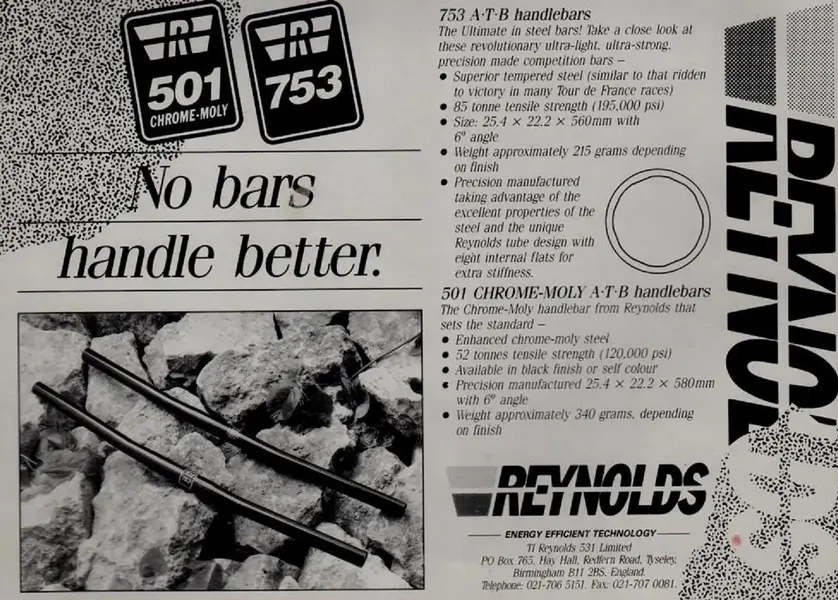 501
CHROME-MOLY
753
No bars
handle better.
753 A·T·B handlebars
The Ultimate in steel bars! Take a close look at
these revolutionary ultra-light, ultra-strong,
precision made competition bars –
● Superior tempered steel (similar to that ridden
to victory in many Tour de France races)
● 85 tonne tensile strength (195,000 psi)
● Size: 25.4 × 22.2 × 560mm with
6° angle
● Weight approximately 215 grams depending
on finish
● Precision manufactured
taking advantage of the
excellent properties of the
steel and the unique
Reynolds tube design with
eight internal flats for
extra stiffness.
501 CHROME-MOLY A·T·B handlebars
The Chrome-Moly handlebar from Reynolds that
sets the standard –
● Enhanced chrome-moly steel
● 52 tonnes tensile strength (120,000 psi)
● Available in black finish or self colour
● Precision manufactured 25.4 × 22.2 × 580mm
with 6° angle
● Weight approximately 340 grams, depending
on finish
REYNOLDS
ENERGY EFFICIENT TECHNOLOGY
TI Reynolds 531 Limited
PO Box 765, Hay Hall, Redfern Road, Tyseley,
Birmingham B11 2BS, England.
Telephone: 021-706 5151. Fax: 021-707 0081.
REYNOLDS